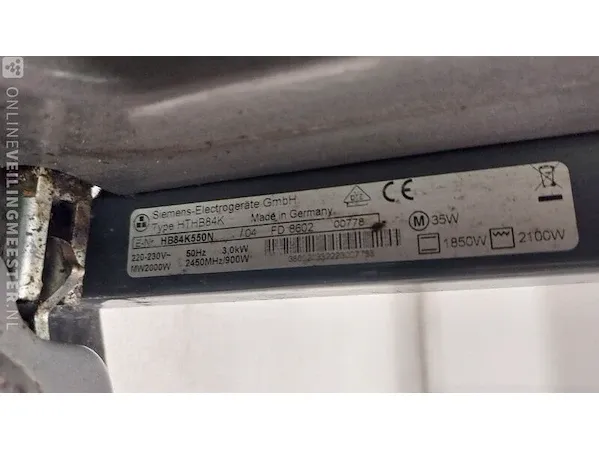 Siemens-Electrogeräte GmbH
Type HTHB84K Made in Germany
E-Nr. HB84K550N / 04 FD 8602 00778
220-230V~ 50Hz 3.0kW
MW2000W 2450MHz/900W
CE
M 35W
1850W 2100W
ONLINEVEILINGMEESTER.NL